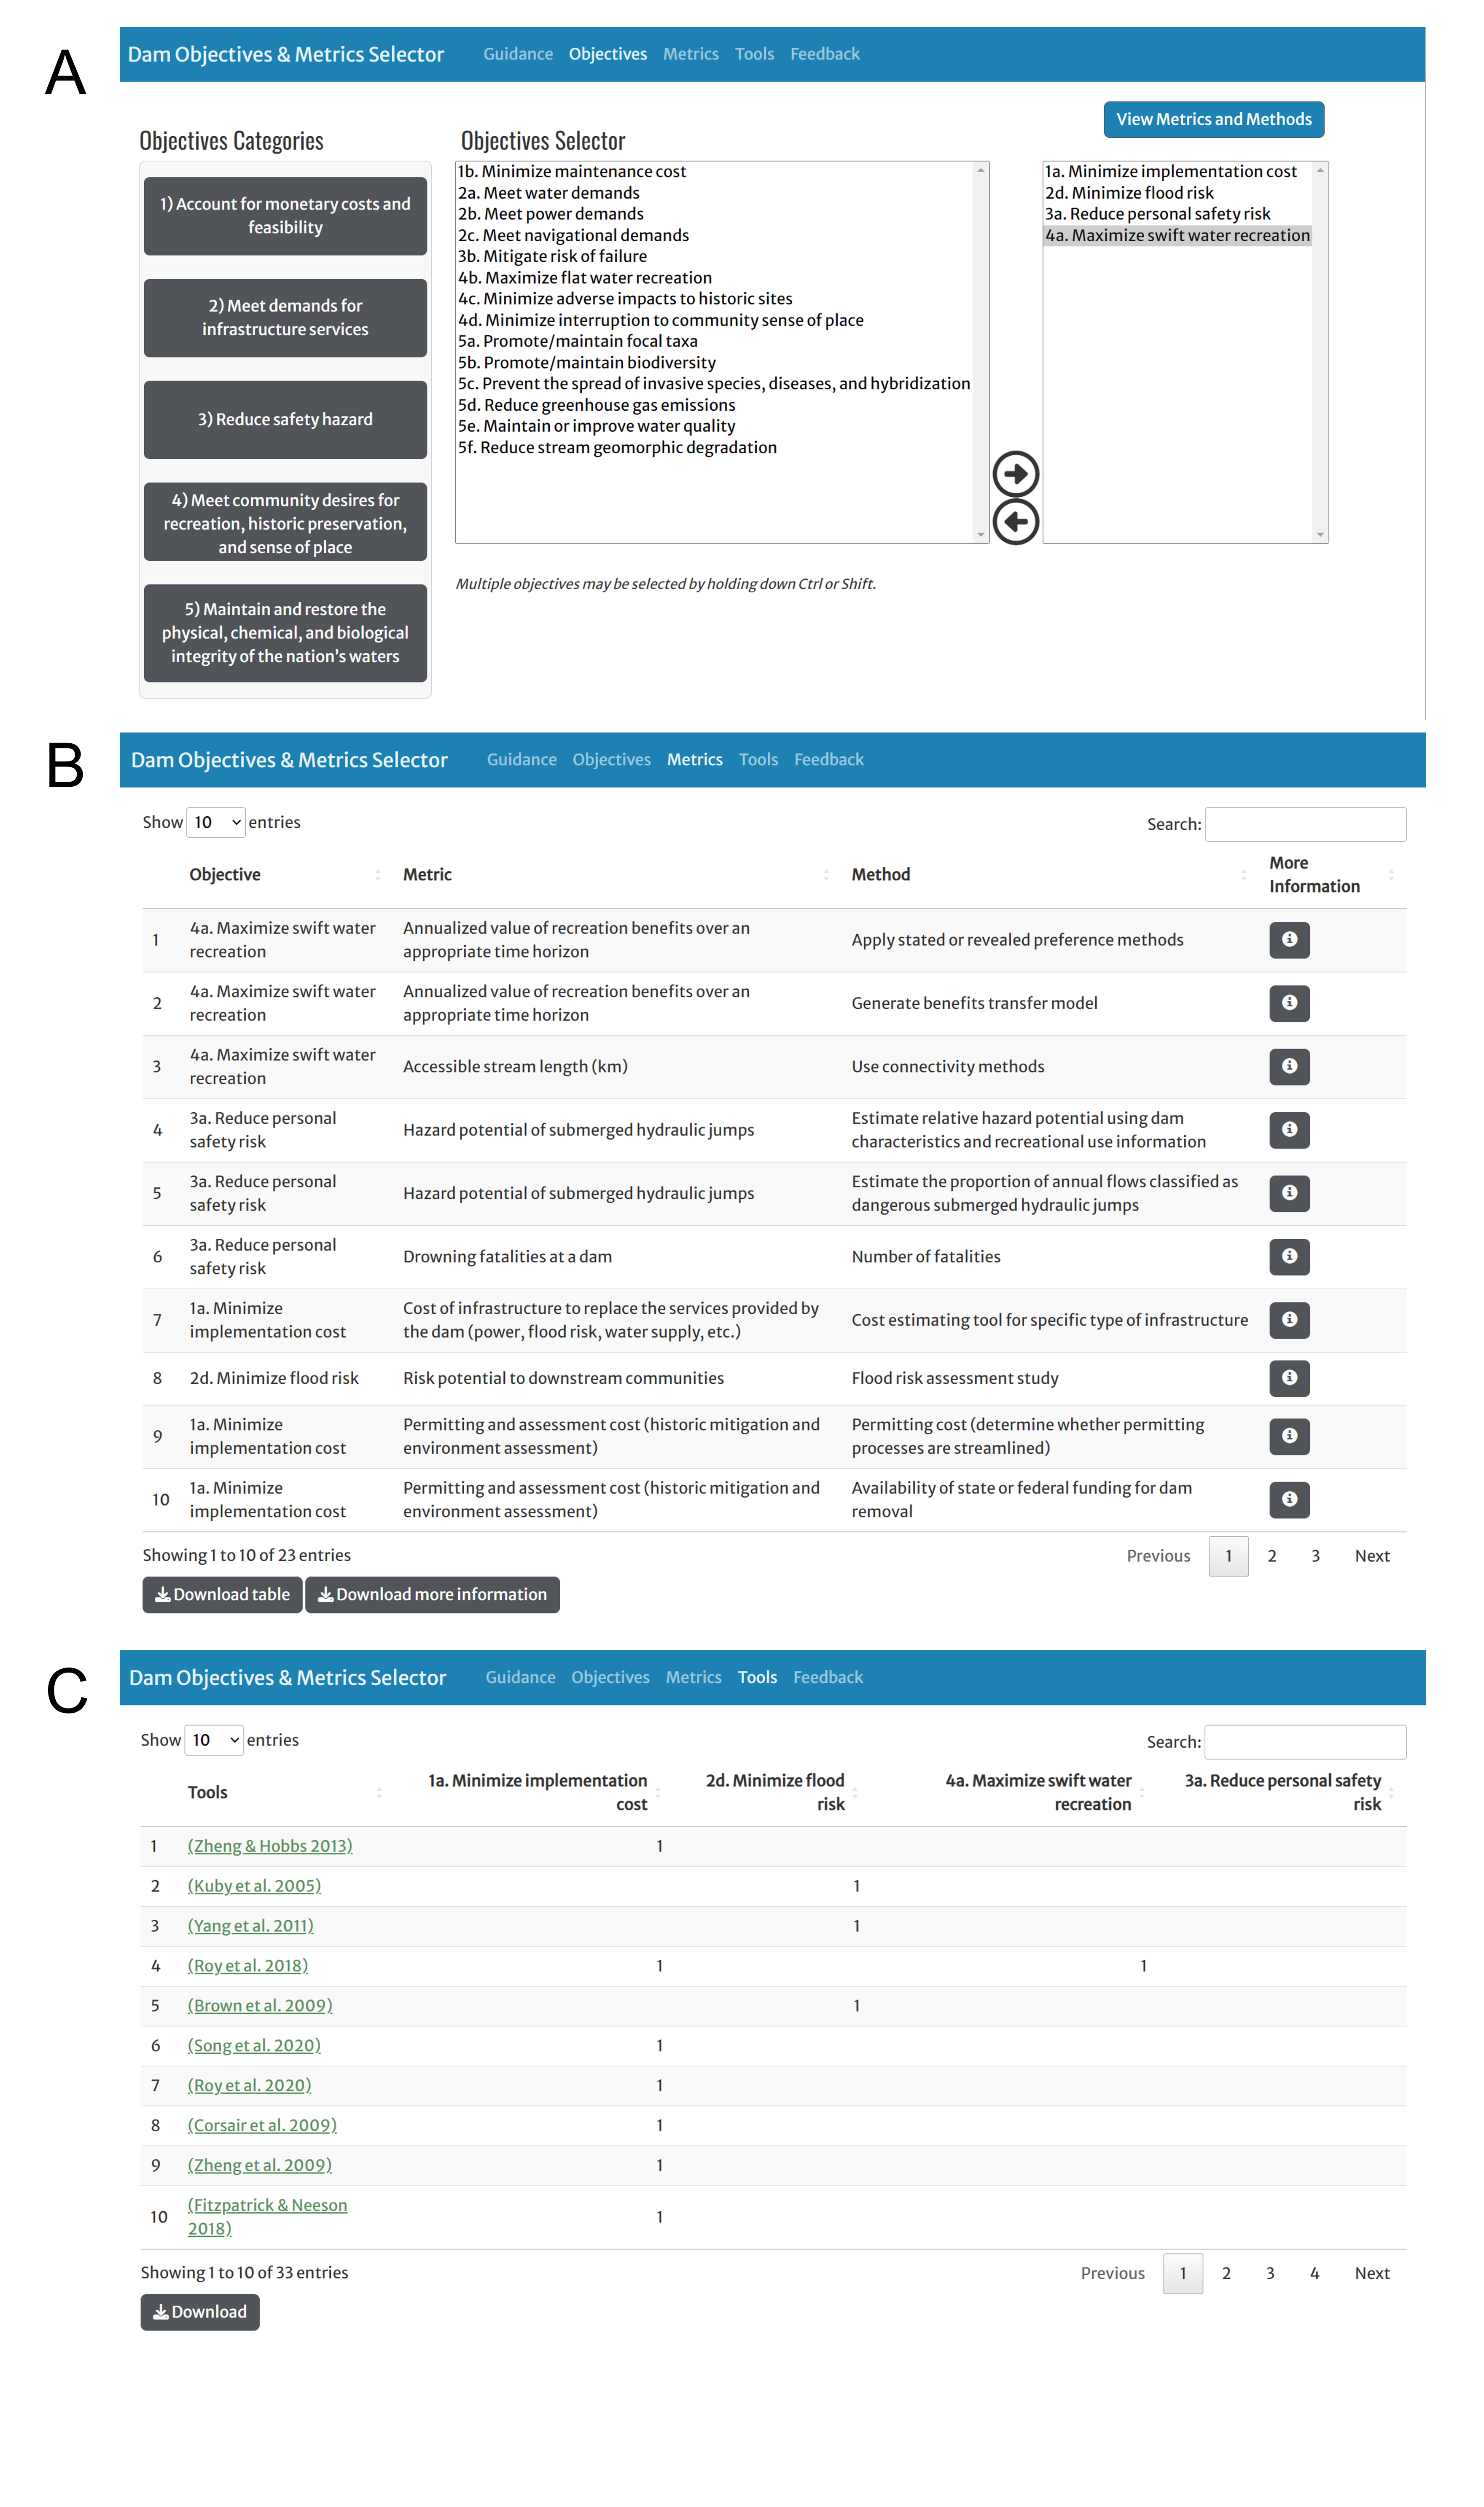 A
Dam Objectives & Metrics Selector Guidance Objectives Metrics Tools Feedback
View Metrics and Methods
Objectives Categories
1) Account for monetary costs and
feasibility
2) Meet demands for
infrastructure services
3) Reduce safety hazard
4) Meet community desires for
recreation, historic preservation,
and sense of place
5) Maintain and restore the
physical, chemical, and biological
integrity of the nation's waters
Objectives Selector
1b. Minimize maintenance cost
2a. Meet water demands
2b. Meet power demands
2c. Meet navigational demands
3b. Mitigate risk of failure
4b. Maximize flat water recreation
4c. Minimize adverse impacts to historic sites
4d. Minimize interruption to community sense of place
5a. Promote/maintain focal taxa
5b. Promote/maintain biodiversity
5c. Prevent the spread of invasive species, diseases, and hybridization
5d. Reduce greenhouse gas emissions
5e. Maintain or improve water quality
5f. Reduce stream geomorphic degradation
1a. Minimize implementation cost
2d. Minimize flood risk
3a. Reduce personal safety risk
4a. Maximize swift water recreation
Multiple objectives may be selected by holding down Ctrl or Shift.
B
Dam Objectives & Metrics Selector Guidance Objectives Metrics Tools Feedback
Show 10 entries Search:
Objective Metric Method More
Information
1 4a. Maximize swift water
recreation
Annualized value of recreation benefits over an
appropriate time horizon
Apply stated or revealed preference methods
2 4a. Maximize swift water
recreation
Annualized value of recreation benefits over an
appropriate time horizon
Generate benefits transfer model
3 4a. Maximize swift water
recreation
Accessible stream length (km)
Use connectivity methods
4 3a. Reduce personal
safety risk
Hazard potential of submerged hydraulic jumps
Estimate relative hazard potential using dam
characteristics and recreational use information
5 3a. Reduce personal
safety risk
Hazard potential of submerged hydraulic jumps
Estimate the proportion of annual flows classified as
dangerous submerged hydraulic jumps
6 3a. Reduce personal
safety risk
Drowning fatalities at a dam
Number of fatalities
7 1a. Minimize
implementation cost
Cost of infrastructure to replace the services provided by
the dam (power, flood risk, water supply, etc.)
Cost estimating tool for specific type of infrastructure
8 2d. Minimize flood risk
Risk potential to downstream communities
Flood risk assessment study
9 1a. Minimize
implementation cost
Permitting and assessment cost (historic mitigation and
environment assessment)
Permitting cost (determine whether permitting
processes are streamlined)
10 1a. Minimize
implementation cost
Permitting and assessment cost (historic mitigation and
environment assessment)
Availability of state or federal funding for dam
removal
Showing 1 to 10 of 23 entries Previous 1 2 3 Next
Download table Download more information
C
Dam Objectives & Metrics Selector Guidance Objectives Metrics Tools Feedback
Show 10 entries Search:
Tools
1a. Minimize implementation
cost
2d. Minimize flood
risk
4a. Maximize swift water
recreation
3a. Reduce personal safety
risk
1 (Zheng & Hobbs 2013) 1
2 (Kuby et al. 2005) 1
3 (Yang et al. 2011) 1
4 (Roy et al. 2018) 1 1
5 (Brown et al. 2009) 1
6 (Song et al. 2020) 1
7 (Roy et al. 2020) 1
8 (Corsair et al. 2009) 1
9 (Zheng et al. 2009) 1
10 (Fitzpatrick & Neeson
2018) 1
Showing 1 to 10 of 33 entries Previous 1 2 3 4 Next
Download